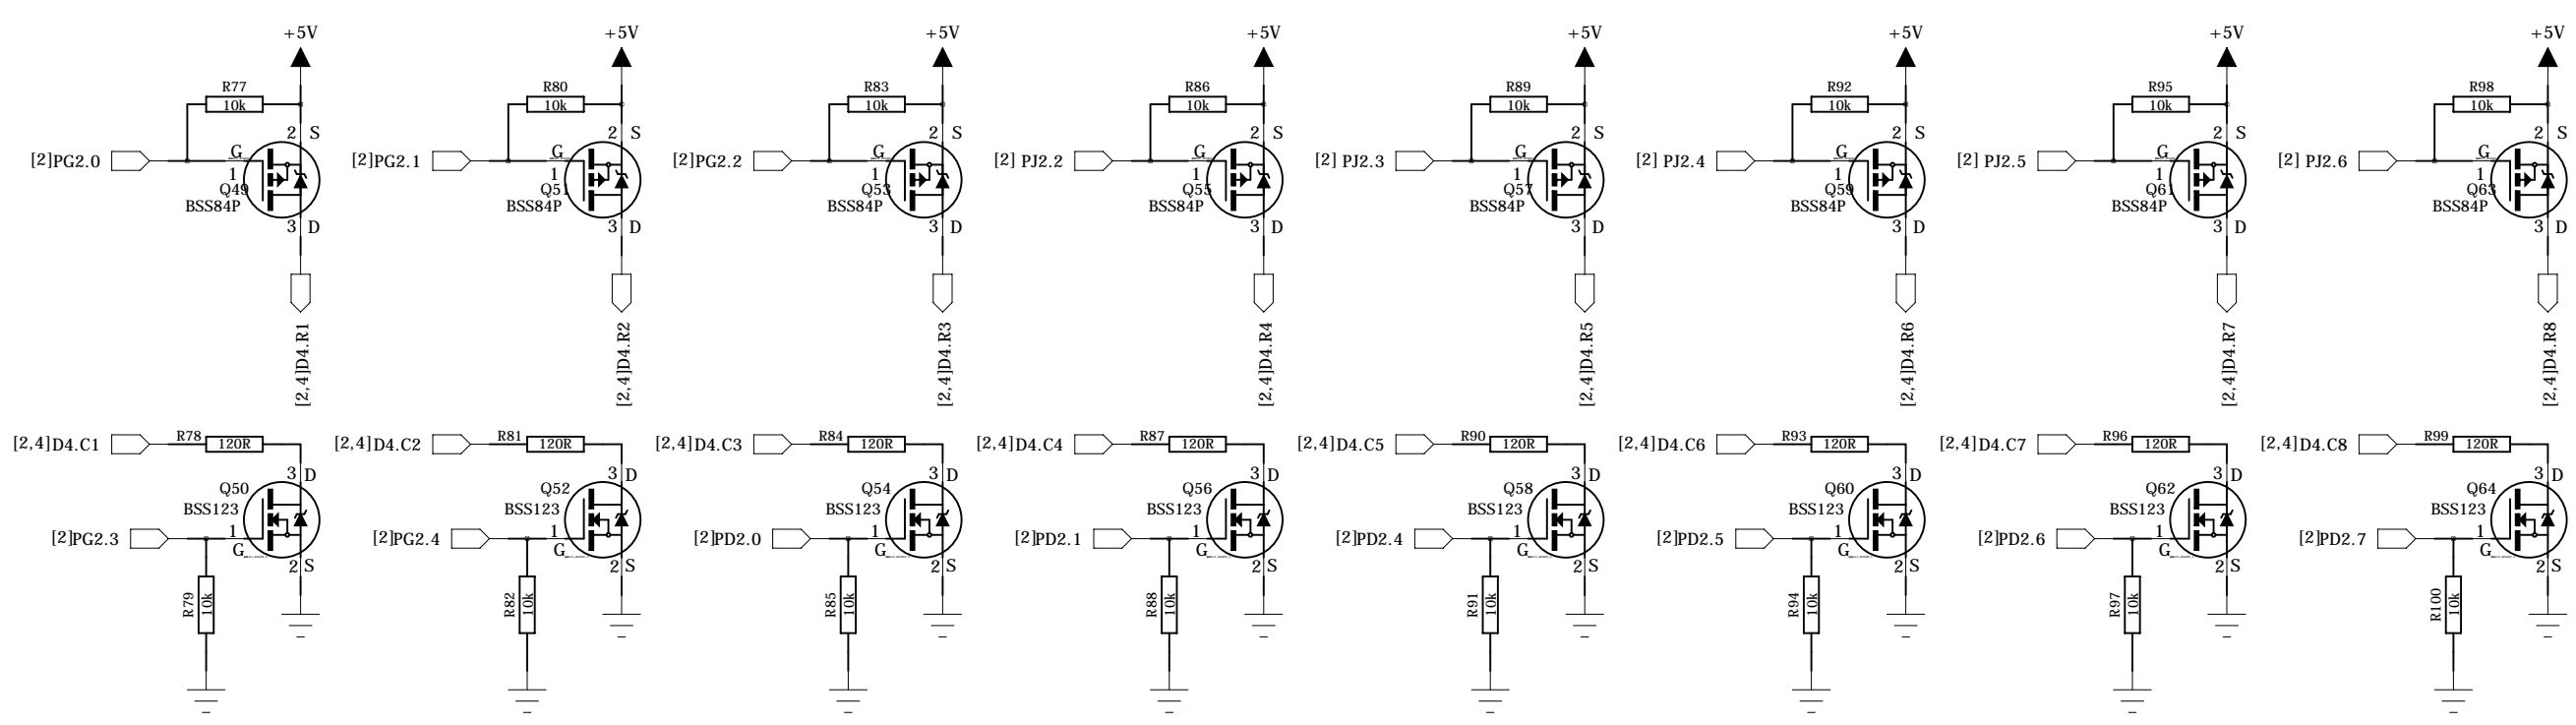 +5V +5V +5V +5V +5V +5V +5V +5V
R77 R80 R83 R86 R89 R92 R95 R98
10k 10k 10k 10k 10k 10k 10k 10k
2 S 2 S 2 S 2 S 2 S 2 S 2 S 2 S
[2]PG2.0 G [2]PG2.1 G [2]PG2.2 G [2] PJ2.2 G [2] PJ2.3 G [2] PJ2.4 G [2] PJ2.5 G [2] PJ2.6 G
1 1 1 1 1 1 1 1
Q49 Q51 Q53 Q55 Q57 Q59 Q61 Q63
BSS84P BSS84P BSS84P BSS84P BSS84P BSS84P BSS84P BSS84P
3 D 3 D 3 D 3 D 3 D 3 D 3 D 3 D
[2,4]D4.R1 [2,4]D4.R2 [2,4]D4.R3 [2,4]D4.R4 [2,4]D4.R5 [2,4]D4.R6 [2,4]D4.R7 [2,4]D4.R8
[2,4]D4.C1 R78 120R [2,4]D4.C2 R81 120R [2,4]D4.C3 R84 120R [2,4]D4.C4 R87 120R [2,4]D4.C5 R90 120R [2,4]D4.C6 R93 120R [2,4]D4.C7 R96 120R [2,4]D4.C8 R99 120R
3 D 3 D 3 D 3 D 3 D 3 D 3 D 3 D
Q50 Q52 Q54 Q56 Q58 Q60 Q62 Q64
BSS123 BSS123 BSS123 BSS123 BSS123 BSS123 BSS123 BSS123
[2]PG2.3 1 [2]PG2.4 1 [2]PD2.0 1 [2]PD2.1 1 [2]PD2.4 1 [2]PD2.5 1 [2]PD2.6 1 [2]PD2.7 1
G G G G G G G G
2 S 2 S 2 S 2 S 2 S 2 S 2 S 2 S
R79 10k R82 10k R85 10k R88 10k R91 10k R94 10k R97 10k R100 10k